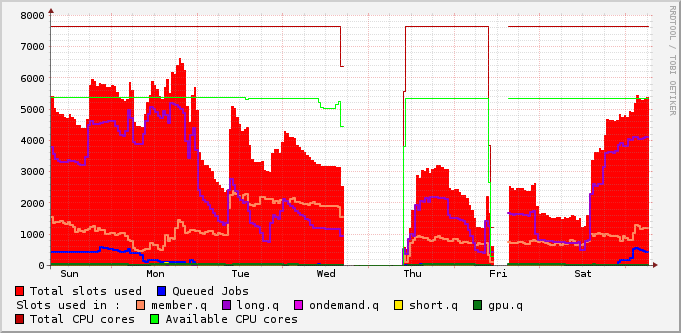 8000
7000
6000
5000
4000
3000
2000
1000
0
Sun Mon Tue Wed Thu Fri Sat
Total slots used Queued Jobs
Slots used in : member.q long.q ondemand.q short.q gpu.q
Total CPU cores Available CPU cores
RRDTOOL / TOBI OETIKER